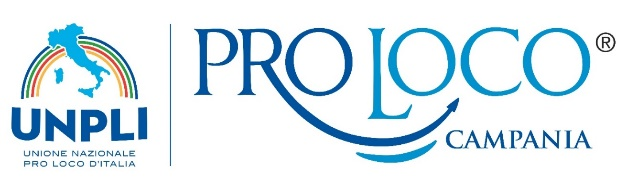 UNPLI
UNIONE NAZIONALE
PRO LOCO D'ITALIA
PRO LOCO®
CAMPANIA